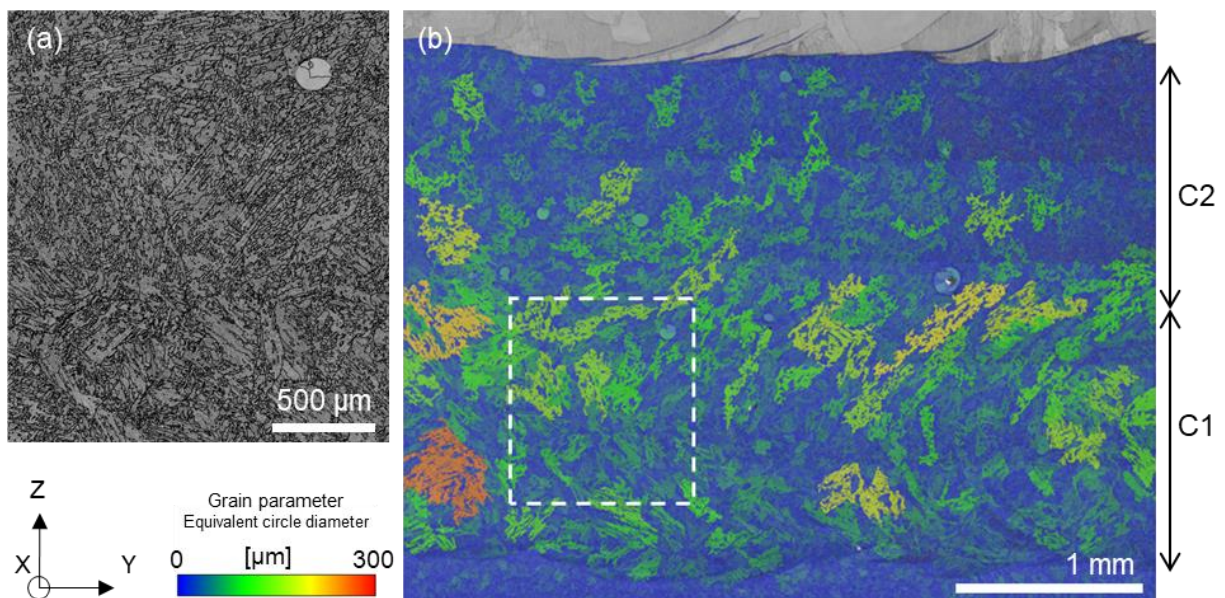 (a)
500 µm
(b)
C2
C1
1 mm
Z
X
Y
Grain parameter
Equivalent circle diameter
0 [µm] 300